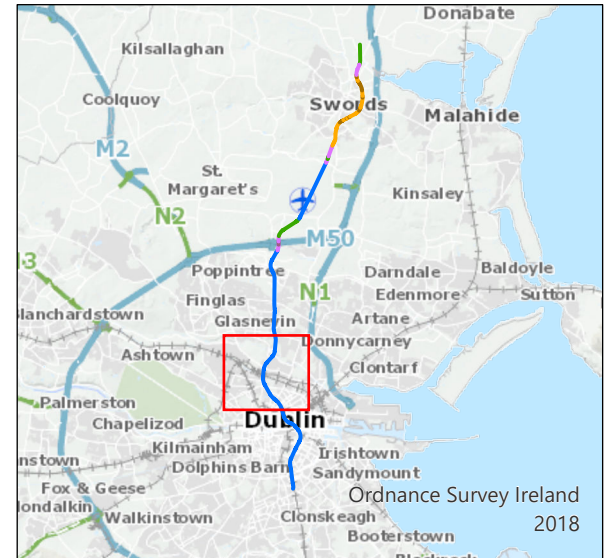 Donabate
Kilsallaghan
Coolquoy
Swords
Malahide
M2
St.
Margaret's
Kinsaley
N2
M50
Poppintree
Darndale
Baldoyle
N1
Edenmore
Sutton
Finglas
Artane
Blanchardstown
Glasnevin
Donnycarney
Ashtown
Clontarf
Palmerston
Chapelizod
Dublin
Kilmainham
Irishtown
Dolphins Barn
Sandymount
Fox & Geese
Ordnance Survey Ireland
2018
Walkinstown
Clonskeagh
Booterstown